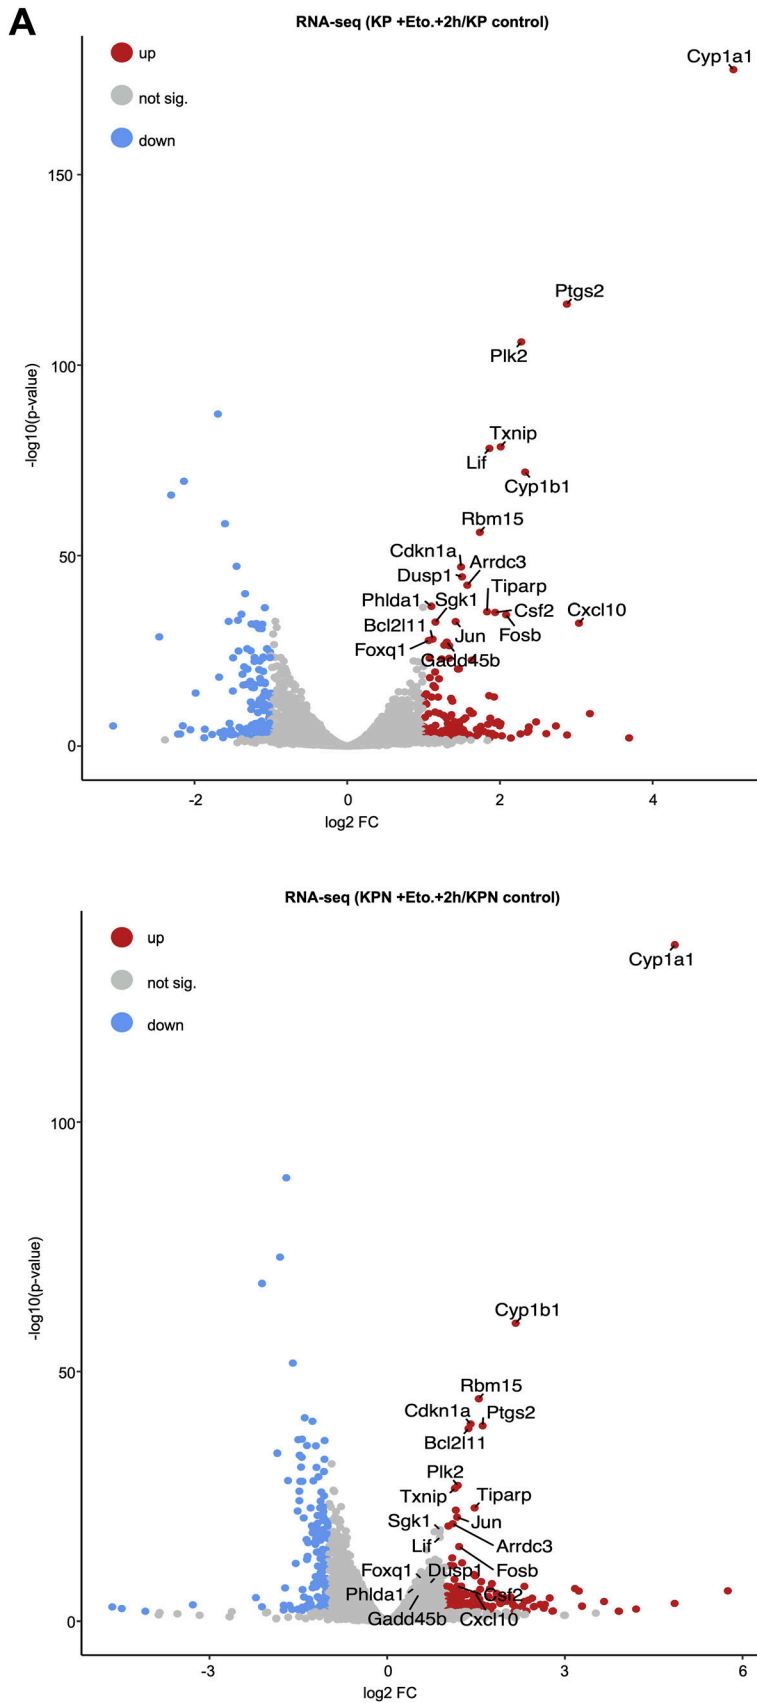 A
RNA-seq (KP +Eto.+2h/KP control)
up
not sig.
down
Cyp1a1
Ptgs2
Plk2
Txnip
Lif
Cyp1b1
Rbm15
Cdkn1a
Arrdc3
Dusp1
Tiparp
Phlda1
Sgk1
Csf2
Cxcl10
Bcl2l11
Jun
Fosb
Foxq1
Gadd45b
150
100
50
0
-log10(p-value)
-2
0
2
4
log2 FC
RNA-seq (KPN +Eto.+2h/KPN control)
up
not sig.
down
Cyp1a1
Cyp1b1
Rbm15
Cdkn1a
Ptgs2
Bcl2l11
Plk2
Txnip
Tiparp
Sgk1
Jun
Lif
Arrdc3
Foxq1
Dusp1
Fosb
Phlda1
Csf2
Gadd45b
Cxcl10
100
50
0
-log10(p-value)
-3
0
3
6
log2 FC